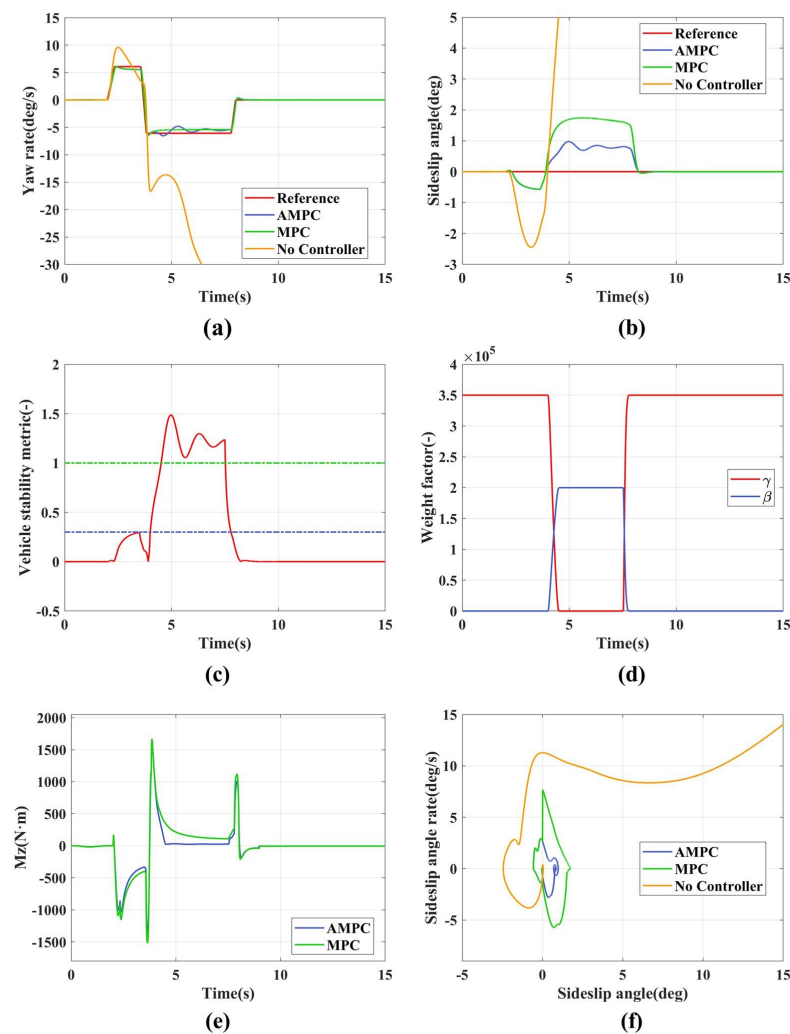 15
10
5
0
-5
-10
-15
-20
-25
-30
0
5
10
15
Yaw rate(deg/s)
Time(s)
Reference
AMPC
MPC
No Controller
(a)
5
4
3
2
1
0
-1
-2
-3
0
5
10
15
Sideslip angle(deg)
Time(s)
Reference
AMPC
MPC
No Controller
(b)
2
1.5
1
0.5
0
-0.5
0
5
10
15
Vehicle stability metric(-)
Time(s)
(c)
×10⁵
4
3.5
3
2.5
2
1.5
1
0.5
0
0
5
10
15
Weight factor(-)
Time(s)
γ
β
(d)
2000
1500
1000
500
0
-500
-1000
-1500
0
5
10
15
Mz(N·m)
Time(s)
AMPC
MPC
(e)
15
10
5
0
-5
-5
0
5
10
15
Sideslip angle rate(deg/s)
Sideslip angle(deg)
AMPC
MPC
No Controller
(f)